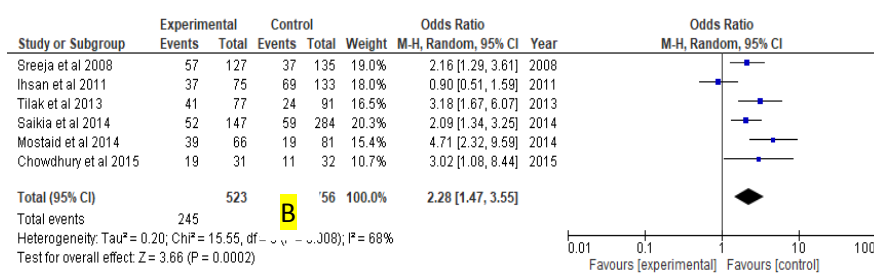 Experimental Control Odds Ratio Odds Ratio
Study or Subgroup Events Total Events Total Weight M-H, Random, 95% CI Year M-H, Random, 95% CI
Sreeja et al 2008 57 127 37 135 19.0% 2.16 [1.29, 3.61] 2008
Ihsan et al 2011 37 75 69 133 18.0% 0.90 [0.51, 1.59] 2011
Tilak et al 2013 41 77 24 91 16.5% 3.18 [1.67, 6.07] 2013
Saikia et al 2014 52 147 59 284 20.3% 2.09 [1.34, 3.25] 2014
Mostaid et al 2014 39 66 19 81 15.4% 4.71 [2.32, 9.59] 2014
Chowdhury et al 2015 19 31 11 32 10.7% 3.02 [1.08, 8.44] 2015
Total (95% CI) 523 56 100.0% 2.28 [1.47, 3.55]
B
Total events 245
Heterogeneity: Tau² = 0.20; Chi² = 15.55, df = .008); I² = 68%
Test for overall effect: Z = 3.66 (P = 0.0002)
0.01 0.1 1 10 100
Favours [experimental] Favours [control]